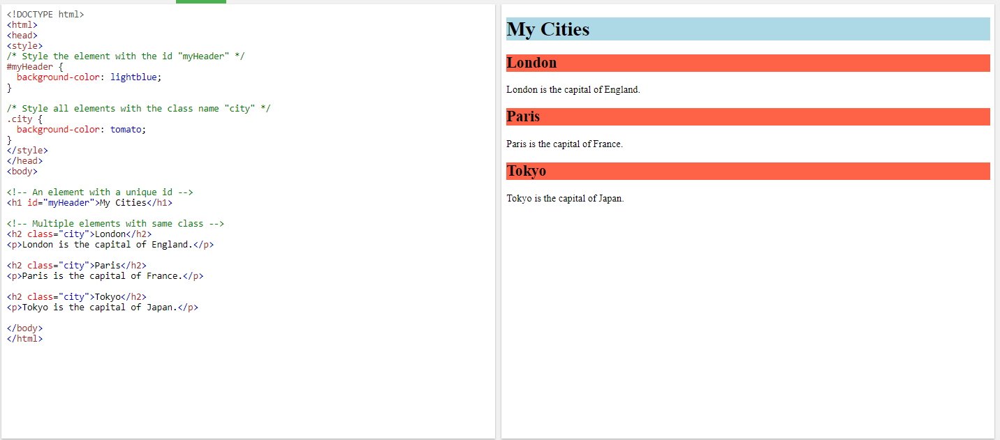 <!DOCTYPE html>
<html>
<head>
<style>
/* Style the element with the id "myHeader" */
#myHeader {
  background-color: lightblue;
}

/* Style all elements with the class name "city" */
.city {
  background-color: tomato;
}
</style>
</head>
<body>

<!-- An element with a unique id -->
<h1 id="myHeader">My Cities</h1>

<!-- Multiple elements with same class -->
<h2 class="city">London</h2>
<p>London is the capital of England.</p>

<h2 class="city">Paris</h2>
<p>Paris is the capital of France.</p>

<h2 class="city">Tokyo</h2>
<p>Tokyo is the capital of Japan.</p>

</body>
</html>
My Cities
London
London is the capital of England.
Paris
Paris is the capital of France.
Tokyo
Tokyo is the capital of Japan.